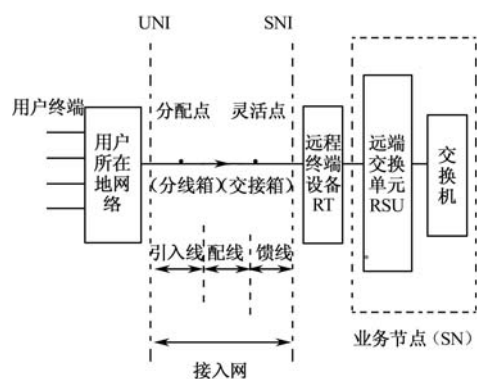 UNI
SNI
用户终端
用户
所在
地网
络
分配点
灵活点
(分线箱)(交接箱)
引入线
配线
馈线
接入网
远程
终端
设备
RT
远端
交换
单元
RSU
交
换
机
业务节点（SN）